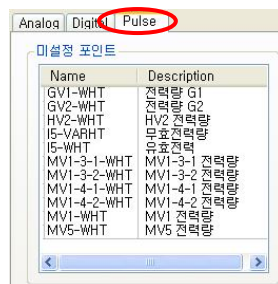 Analog Digital Pulse
미설정 포인트
Name Description
GV1-WHT 전력량 G1
GV2-WHT 전력량 G2
HV2-WHT HV2 전력량
I5-VARHT 무효전력량
I5-WHT 유효전력
MV1-3-1-WHT MV1-3-1 전력량
MV1-3-2-WHT MV1-3-2 전력량
MV1-4-1-WHT MV1-4-1 전력량
MV1-4-2-WHT MV1-4-2 전력량
MV1-WHT MV1 전력량
MV5-WHT MV5 전력량